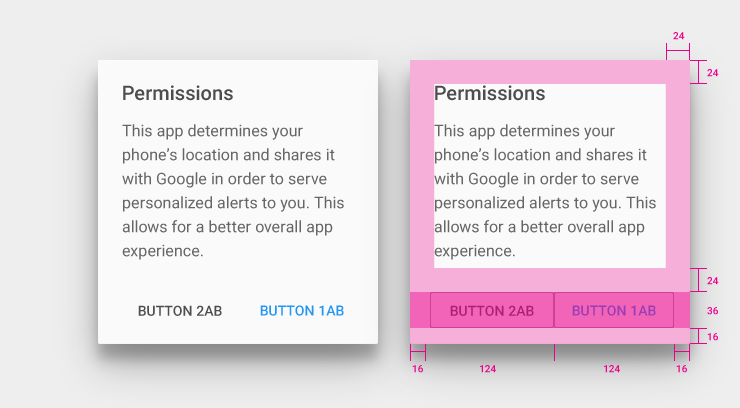 24
24
Permissions
This app determines your
phone’s location and shares it
with Google in order to serve
personalized alerts to you. This
allows for a better overall app
experience.
BUTTON 2AB BUTTON 1AB
Permissions
This app determines your
phone’s location and shares it
with Google in order to serve
personalized alerts to you. This
allows for a better overall app
experience.
24
BUTTON 2AB BUTTON 1AB
36
16
16 124 124 16